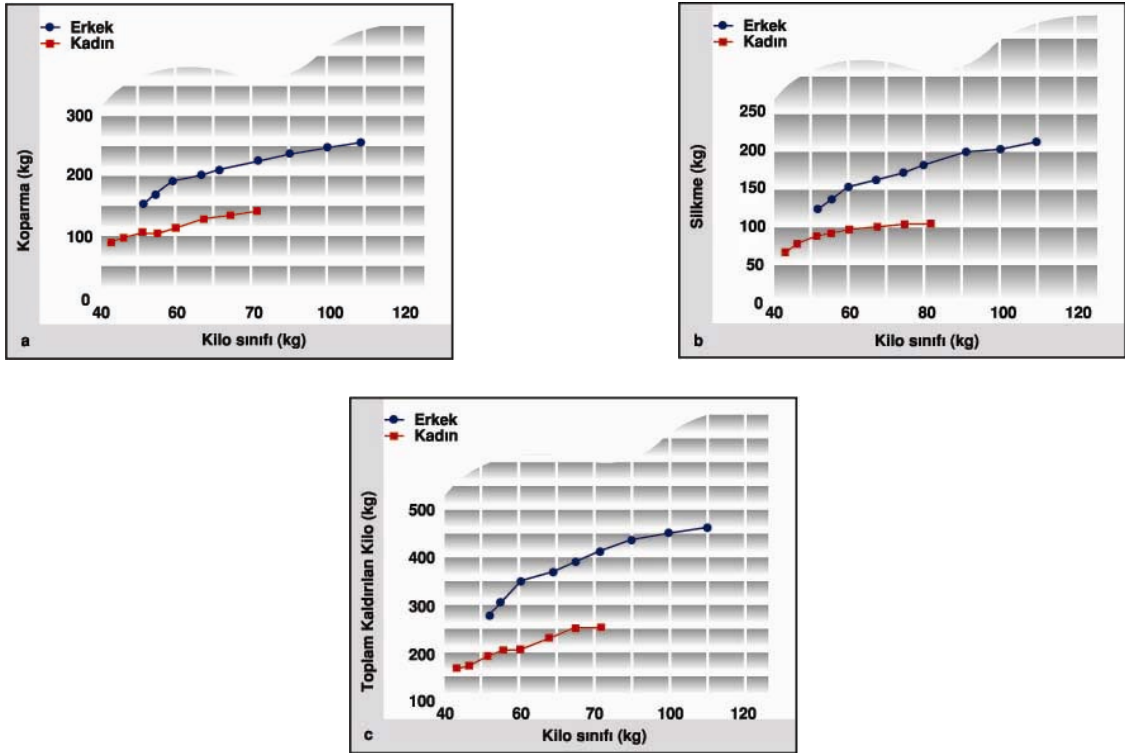 Erkek
Kadın
300
200
100
0
Koparma (kg)
40 60 70 100 120
a Kilo sınıfı (kg)
Erkek
Kadın
250
200
150
100
50
0
Silkme (kg)
40 60 80 100 120
b Kilo sınıfı (kg)
Erkek
Kadın
500
400
300
200
100
Toplam Kaldırılan Kilo (kg)
40 60 70 100 120
c Kilo sınıfı (kg)